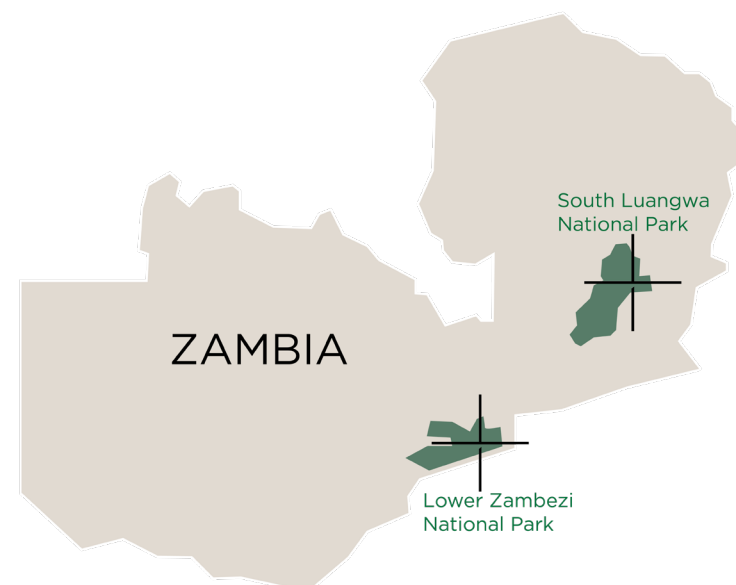 South Luangwa
National Park
ZAMBIA
Lower Zambezi
National Park